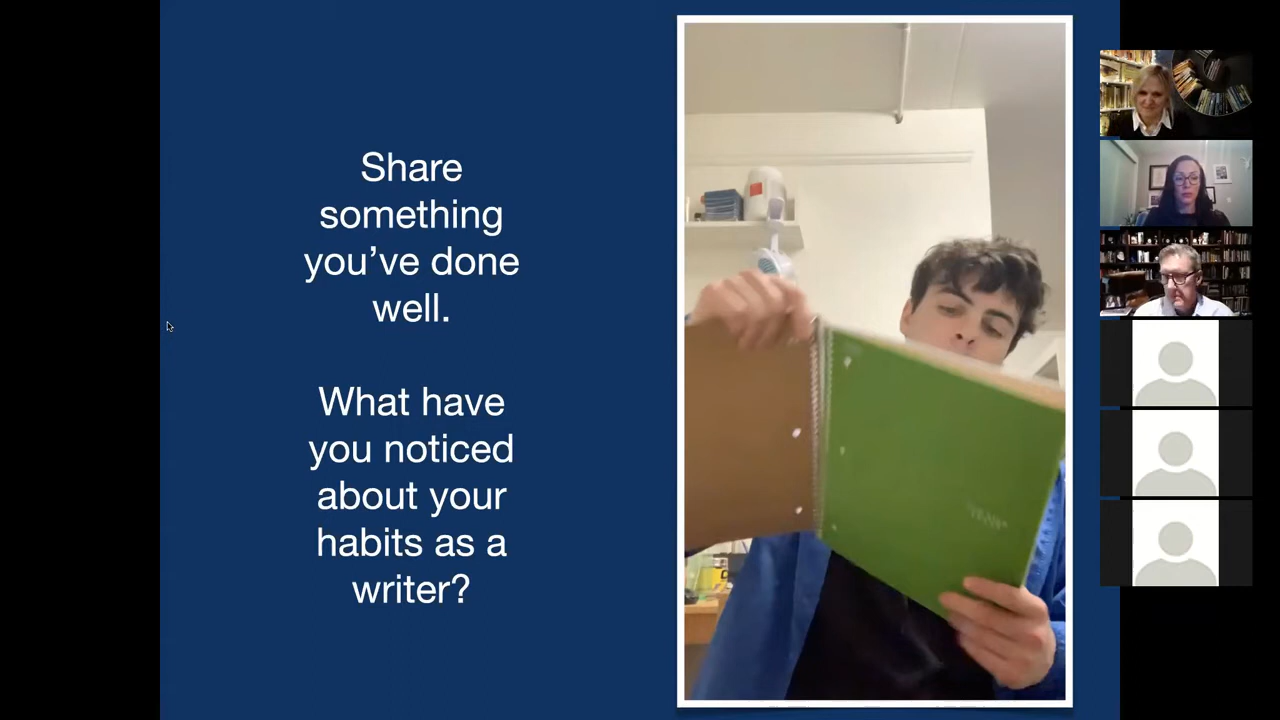 Share
something
you’ve done
well.
What have
you noticed
about your
habits as a
writer?